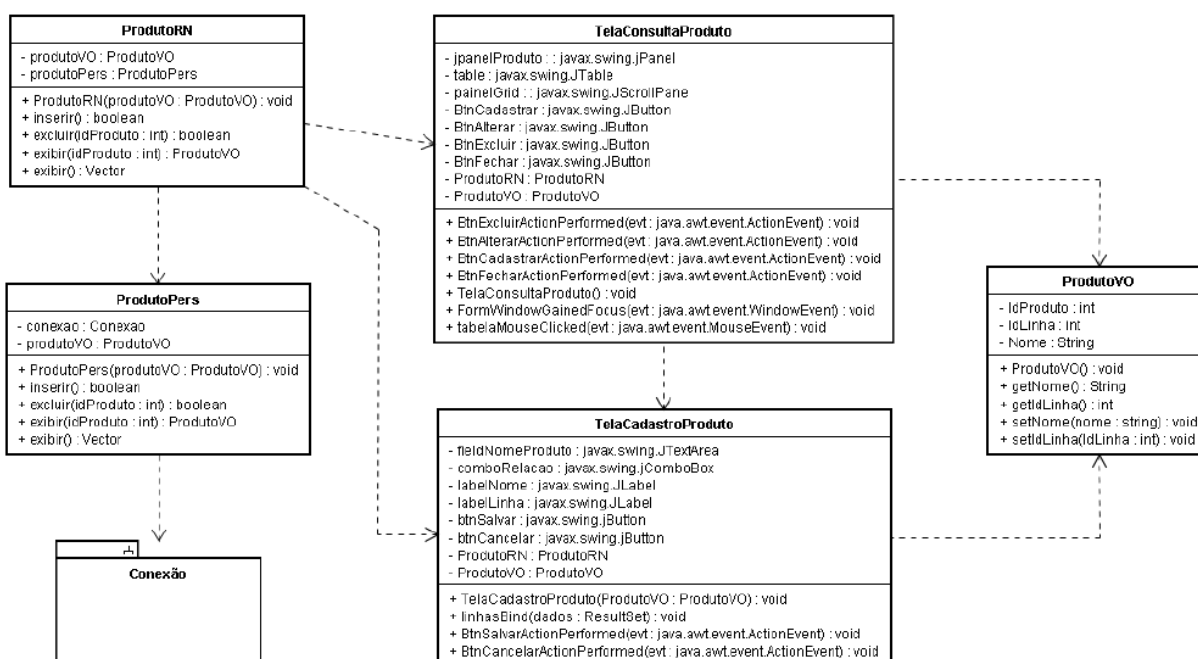 ProdutoRN
- produtoVO : ProdutoVO
- produtoPers : ProdutoPers
+ ProdutoRN(produtoVO : ProdutoVO) : void
+ inserir() : boolean
+ excluir(idProduto : int) : boolean
+ exibir(idProduto : int) : ProdutoVO
+ exibir() : Vector
TelaConsultaProduto
- jpanelProduto : : javax.swing.jPanel
- table : javax.swing.JTable
- painelGrid : : javax.swing.JScrollPane
- BtnCadastrar : javax.swing.JButton
- BtnAlterar : javax.swing.JButton
- BtnExcluir : javax.swing.JButton
- BtnFechar : javax.swing.JButton
- ProdutoRN : ProdutoRN
- ProdutoVO : ProdutoVO
+ BtnExcluirActionPerformed(evt : java.awt.event.ActionEvent) : void
+ BtnAlterarActionPerformed(evt : java.awt.event.ActionEvent) : void
+ BtnCadastrarActionPerformed(evt : java.awt.event.ActionEvent) : void
+ BtnFecharActionPerformed(evt : java.awt.event.ActionEvent) : void
+ TelaConsultaProduto() : void
+ FormWindowGainedFocus(evt : java.awt.event.WindowEvent) : void
+ tabelaMouseClicked(evt : java.awt.event.MouseEvent) : void
ProdutoVO
- IdProduto : int
- IdLinha : int
- Nome : String
+ ProdutoVO() : void
+ getNome() : String
+ getIdLinha() : int
+ setNome(nome : string) : void
+ setIdLinha(IdLinha : int) : void
ProdutoPers
- conexao : Conexao
- produtoVO : ProdutoVO
+ ProdutoPers(produtoVO : ProdutoVO) : void
+ inserir() : boolean
+ excluir(idProduto : int) : boolean
+ exibir(idProduto : int) : ProdutoVO
+ exibir() : Vector
TelaCadastroProduto
- fieldNomeProduto : javax.swing.JTextArea
- comboRelacao : javax.swing.jComboBox
- labelNome : javax.swing.JLabel
- labelLinha : javax.swing.JLabel
- btnSalvar : javax.swing.jButton
- btnCancelar : javax.swing.jButton
- ProdutoRN : ProdutoRN
- ProdutoVO : ProdutoVO
+ TelaCadastroProduto(ProdutoVO : ProdutoVO) : void
+ linhasBind(dados : ResultSet) : void
+ BtnSalvarActionPerformed(evt : java.awt.event.ActionEvent) : void
+ BtnCancelarActionPerformed(evt : java.awt.event.ActionEvent) : void
Conexão